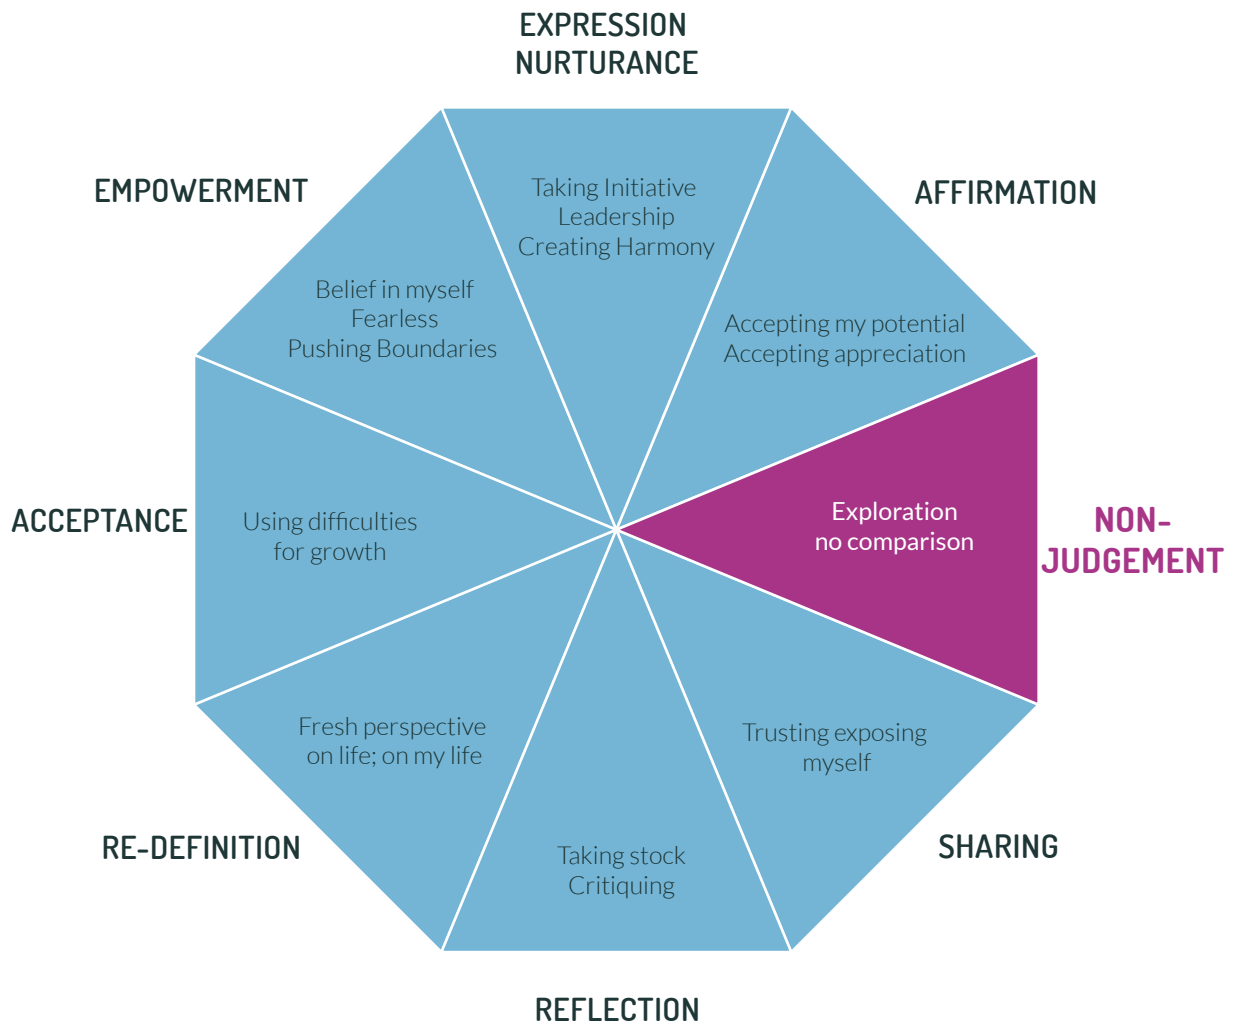 EXPRESSION
NURTURANCE
EMPOWERMENT
AFFIRMATION
Taking Initiative
Leadership
Creating Harmony
Belief in myself
Fearless
Pushing Boundaries
Accepting my potential
Accepting appreciation
ACCEPTANCE
Using difficulties
for growth
Exploration
no comparison
NON-
JUDGEMENT
Fresh perspective
on life; on my life
Trusting exposing
myself
RE-DEFINITION
Taking stock
Critiquing
SHARING
REFLECTION